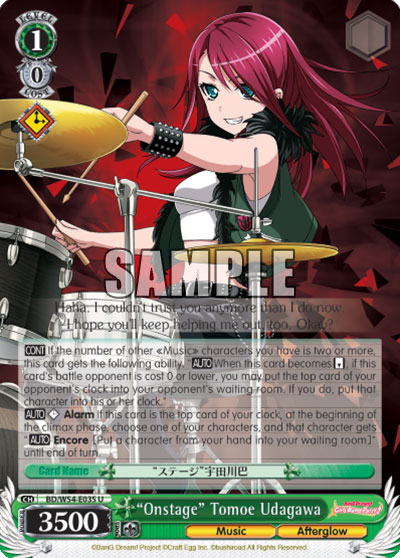 LEVEL
1
0
COST
SAMPLE
Haha, I couldn't trust you anymore than I do now.
I hope you'll keep helping me out, too, Okay?
CONT If the number of other «Music» characters you have is two or more,
this card gets the following ability. AUTO When this card becomes [▼], if this
card's battle opponent is cost 0 or lower, you may put the top card of your
opponent's clock into your opponent's waiting room. If you do, put that
character into his or her clock."
AUTO Alarm If this card is the top card of your clock, at the beginning of
the climax phase, choose one of your characters, and that character gets
"AUTO Encore [Put a character from your hand into your waiting room]"
until end of turn.
Card Name
“ステージ”宇田川巴
CH BD/WS4-E035 U
POWER 3500
SOUL
“Onstage” Tomoe Udagawa
Music
Afterglow
©BanG Dream! Project ©Craft Egg Inc. ©bushiroad All Rights Reserved.